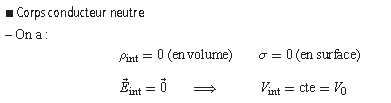 ■ Corps conducteur neutre
– On a :
ρint = 0 (en volume) σ = 0 (en surface)
E⃗int = 0⃗ ⟹ Vint = cte = V0